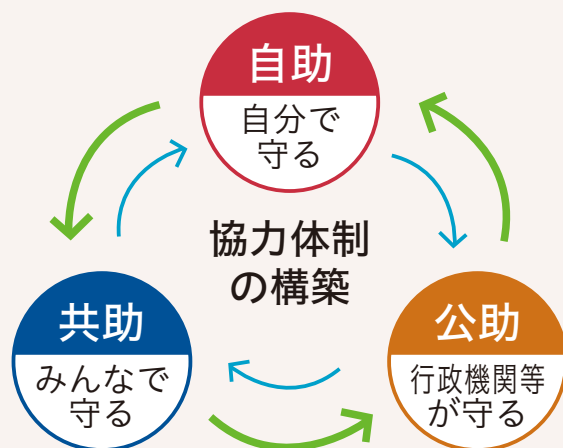 自助
自分で
守る
協力体制
の構築
共助
みんなで
守る
公助
行政機関等
が守る